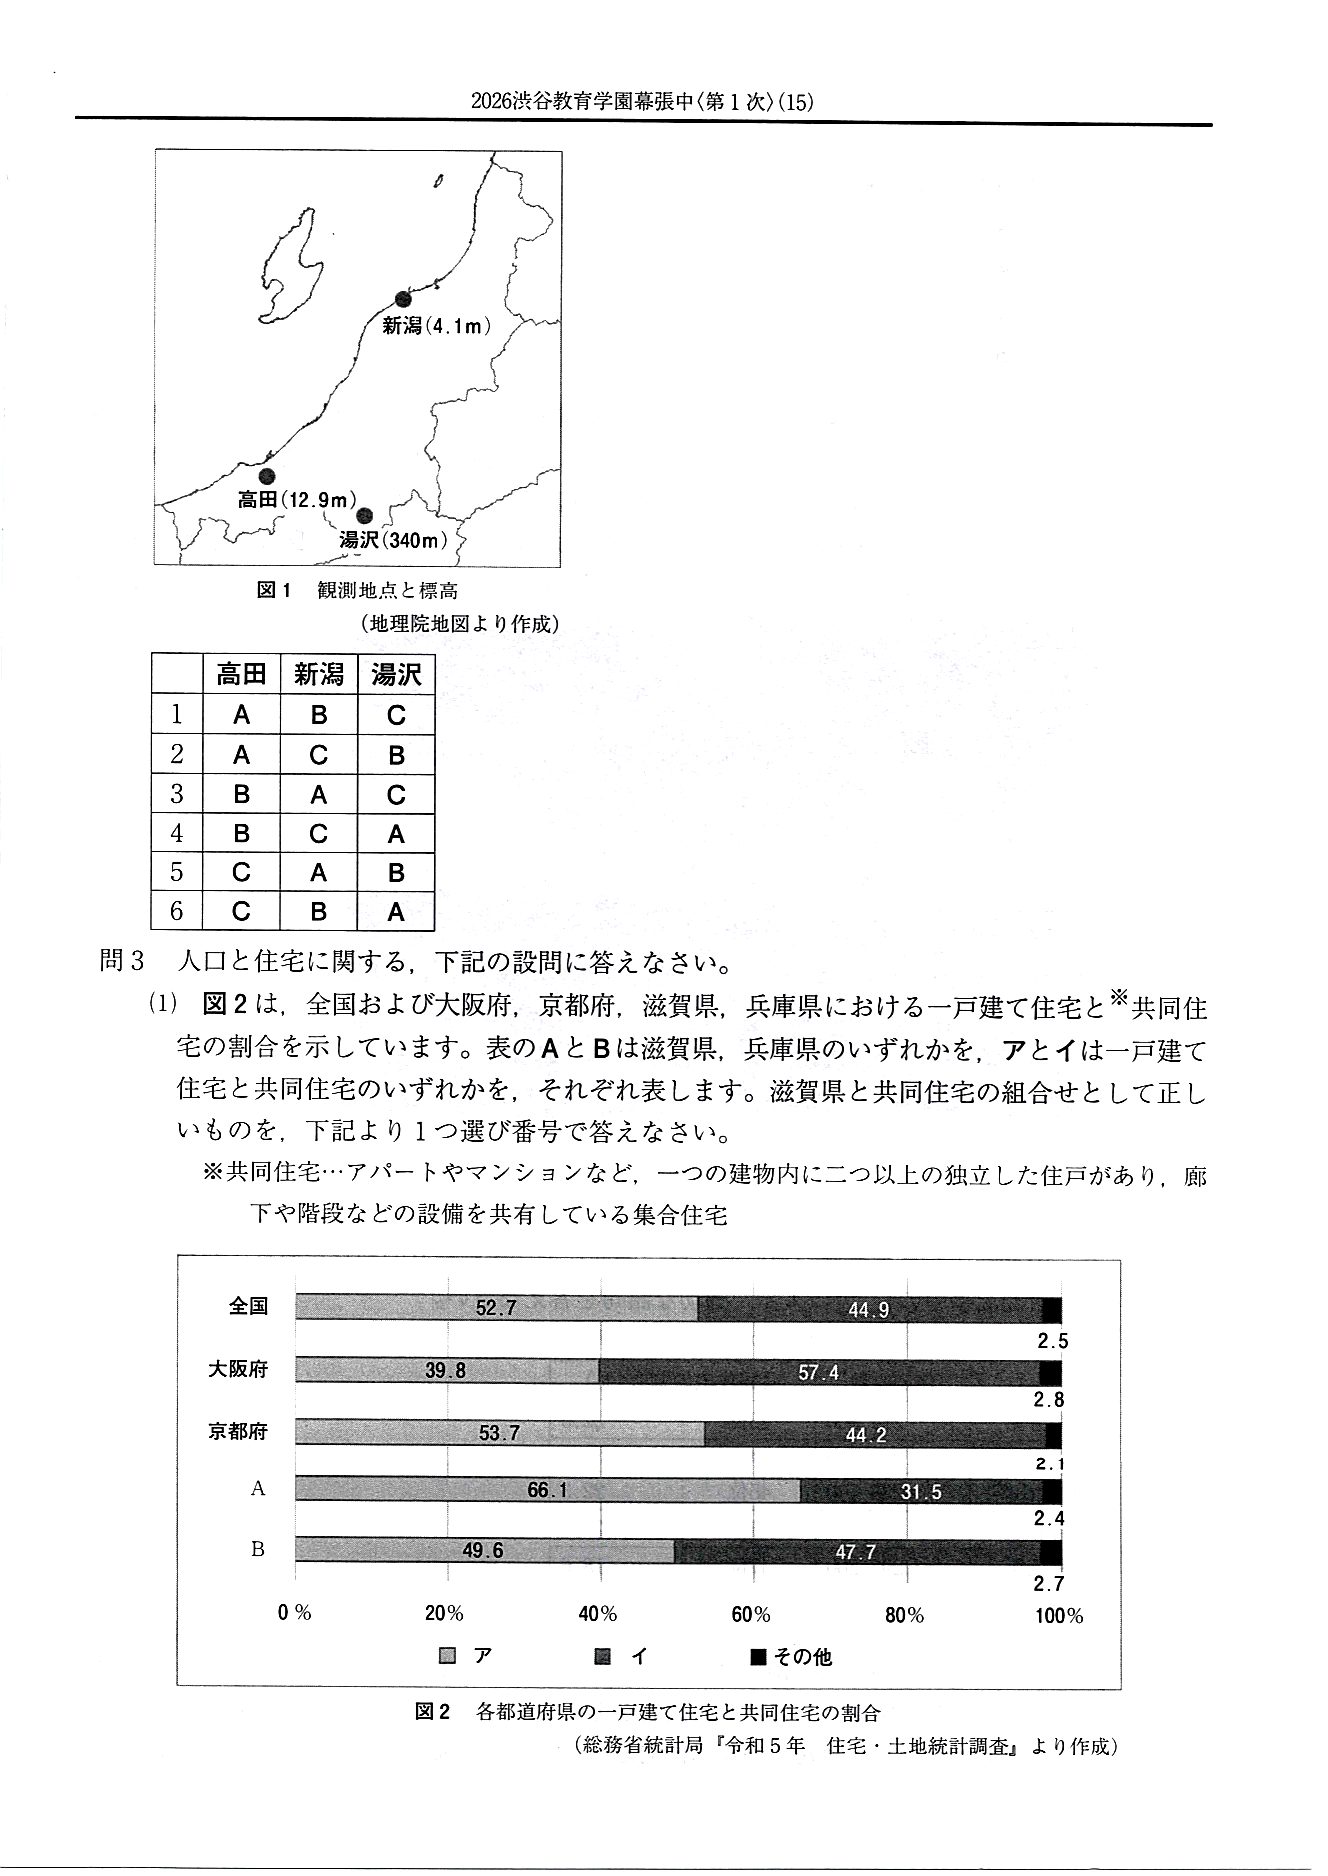 2026渋谷教育学園幕張中〈第1次〉(15)
新潟(4.1m)
高田(12.9m)
湯沢(340m)
図1 観測地点と標高
(地理院地図より作成)
高田 新潟 湯沢
1 A B C
2 A C B
3 B A C
4 B C A
5 C A B
6 C B A
問3 人口と住宅に関する,下記の設問に答えなさい。
(1) 図2は,全国および大阪府,京都府,滋賀県,兵庫県における一戸建て住宅と※共同住
宅の割合を示しています。表のAとBは滋賀県,兵庫県のいずれかを,アとイは一戸建て
住宅と共同住宅のいずれかを,それぞれ表します。滋賀県と共同住宅の組合せとして正し
いものを,下記より1つ選び番号で答えなさい。
※共同住宅…アパートやマンションなど,一つの建物内に二つ以上の独立した住戸があり,廊
下や階段などの設備を共有している集合住宅
全国 52.7 44.9 2.5
大阪府 39.8 57.4 2.8
京都府 53.7 44.2 2.1
A 66.1 31.5 2.4
B 49.6 47.7 2.7
0% 20% 40% 60% 80% 100%
ア イ その他
図2 各都道府県の一戸建て住宅と共同住宅の割合
(総務省統計局『令和5年 住宅・土地統計調査』より作成)